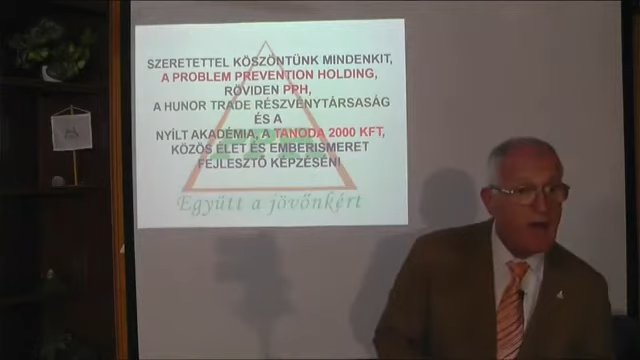 SZERETETTEL KÖSZÖNTÜNK MINDENKIT,
A PROBLEM PREVENTION HOLDING,
RÖVIDEN PPH,
A HUNOR TRADE RÉSZVÉNYTÁRSASÁG
ÉS A
NYÍLT AKADÉMIA, A TANODA 2000 KFT,
KÖZÖS ÉLET ÉS EMBERISMERET
FEJLESZTŐ KÉPZÉSÉN!
Együtt a jövőnkért